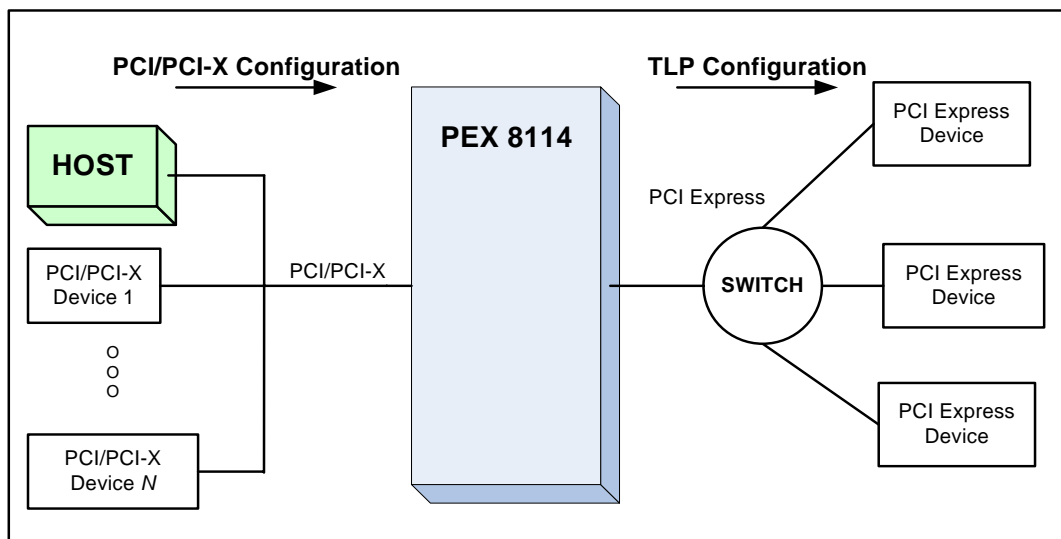 PCI/PCI-X Configuration
TLP Configuration
HOST
PCI/PCI-X
Device 1
O
O
O
PCI/PCI-X
Device N
PCI/PCI-X
PEX 8114
PCI Express
SWITCH
PCI Express
Device
PCI Express
Device
PCI Express
Device